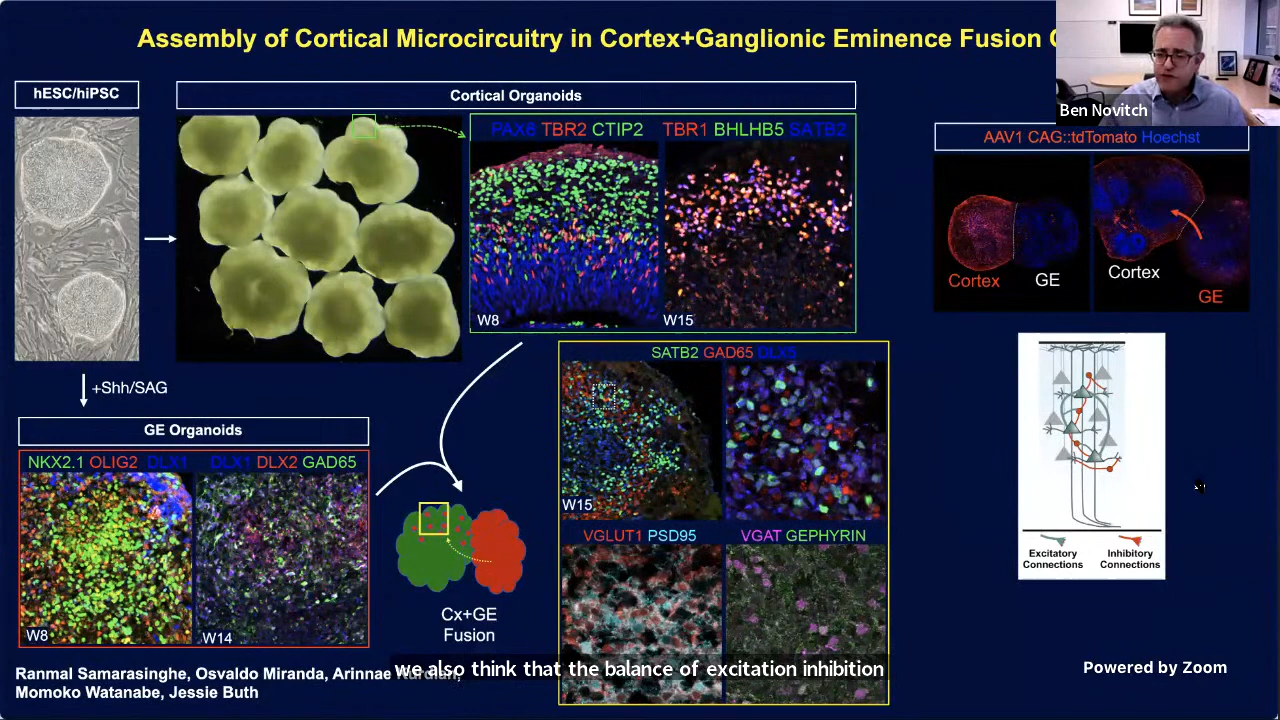 Assembly of Cortical Microcircuitry in Cortex+Ganglionic Eminence Fusion
Ben Novitch
hESC/hiPSC
Cortical Organoids
PAX6 TBR2 CTIP2
TBR1 BHLHB5 SATB2
W8
W15
AAV1 CAG::tdTomato Hoechst
Cortex
GE
Cortex
GE
+Shh/SAG
GE Organoids
NKX2.1 OLIG2 DLX1
DLX1 DLX2 GAD65
W8
W14
Cx+GE
Fusion
SATB2 GAD65 DLX5
W15
VGLUT1 PSD95
VGAT GEPHYRIN
Excitatory
Connections
Inhibitory
Connections
Ranmal Samarasinghe, Osvaldo Miranda, Arinnae
Momoko Watanabe, Jessie Buth
we also think that the balance of excitation inhibition
Powered by Zoom